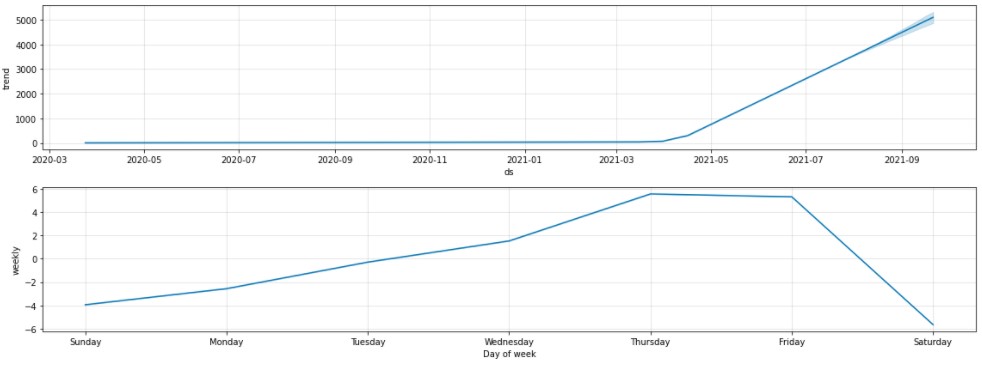 5000
4000
3000
2000
1000
0
trend
2020-03 2020-05 2020-07 2020-09 2020-11 2021-01 2021-03 2021-05 2021-07 2021-09
ds
6
4
2
0
−2
−4
−6
weekly
Sunday Monday Tuesday Wednesday Thursday Friday Saturday
Day of week